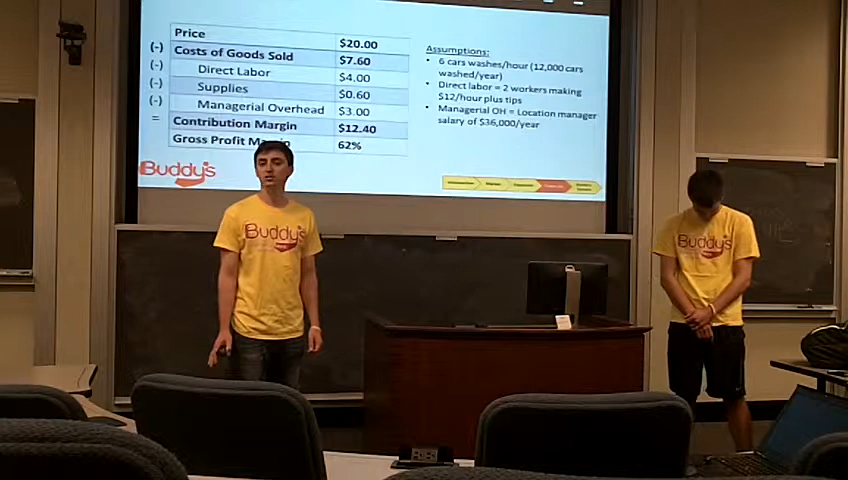 Price $20.00
(-) Costs of Goods Sold $7.60
(-) Direct Labor $4.00
(-) Supplies $0.60
(-) Managerial Overhead $3.00
= Contribution Margin $12.40
Gross Profit 62%
Assumptions:
• 6 cars washes/hour (12,000 cars
washed/year)
• Direct labor = 2 workers making
$12/hour plus tips
• Managerial OH = Location manager
salary of $36,000/year
Buddy's
Buddy's
Buddy's